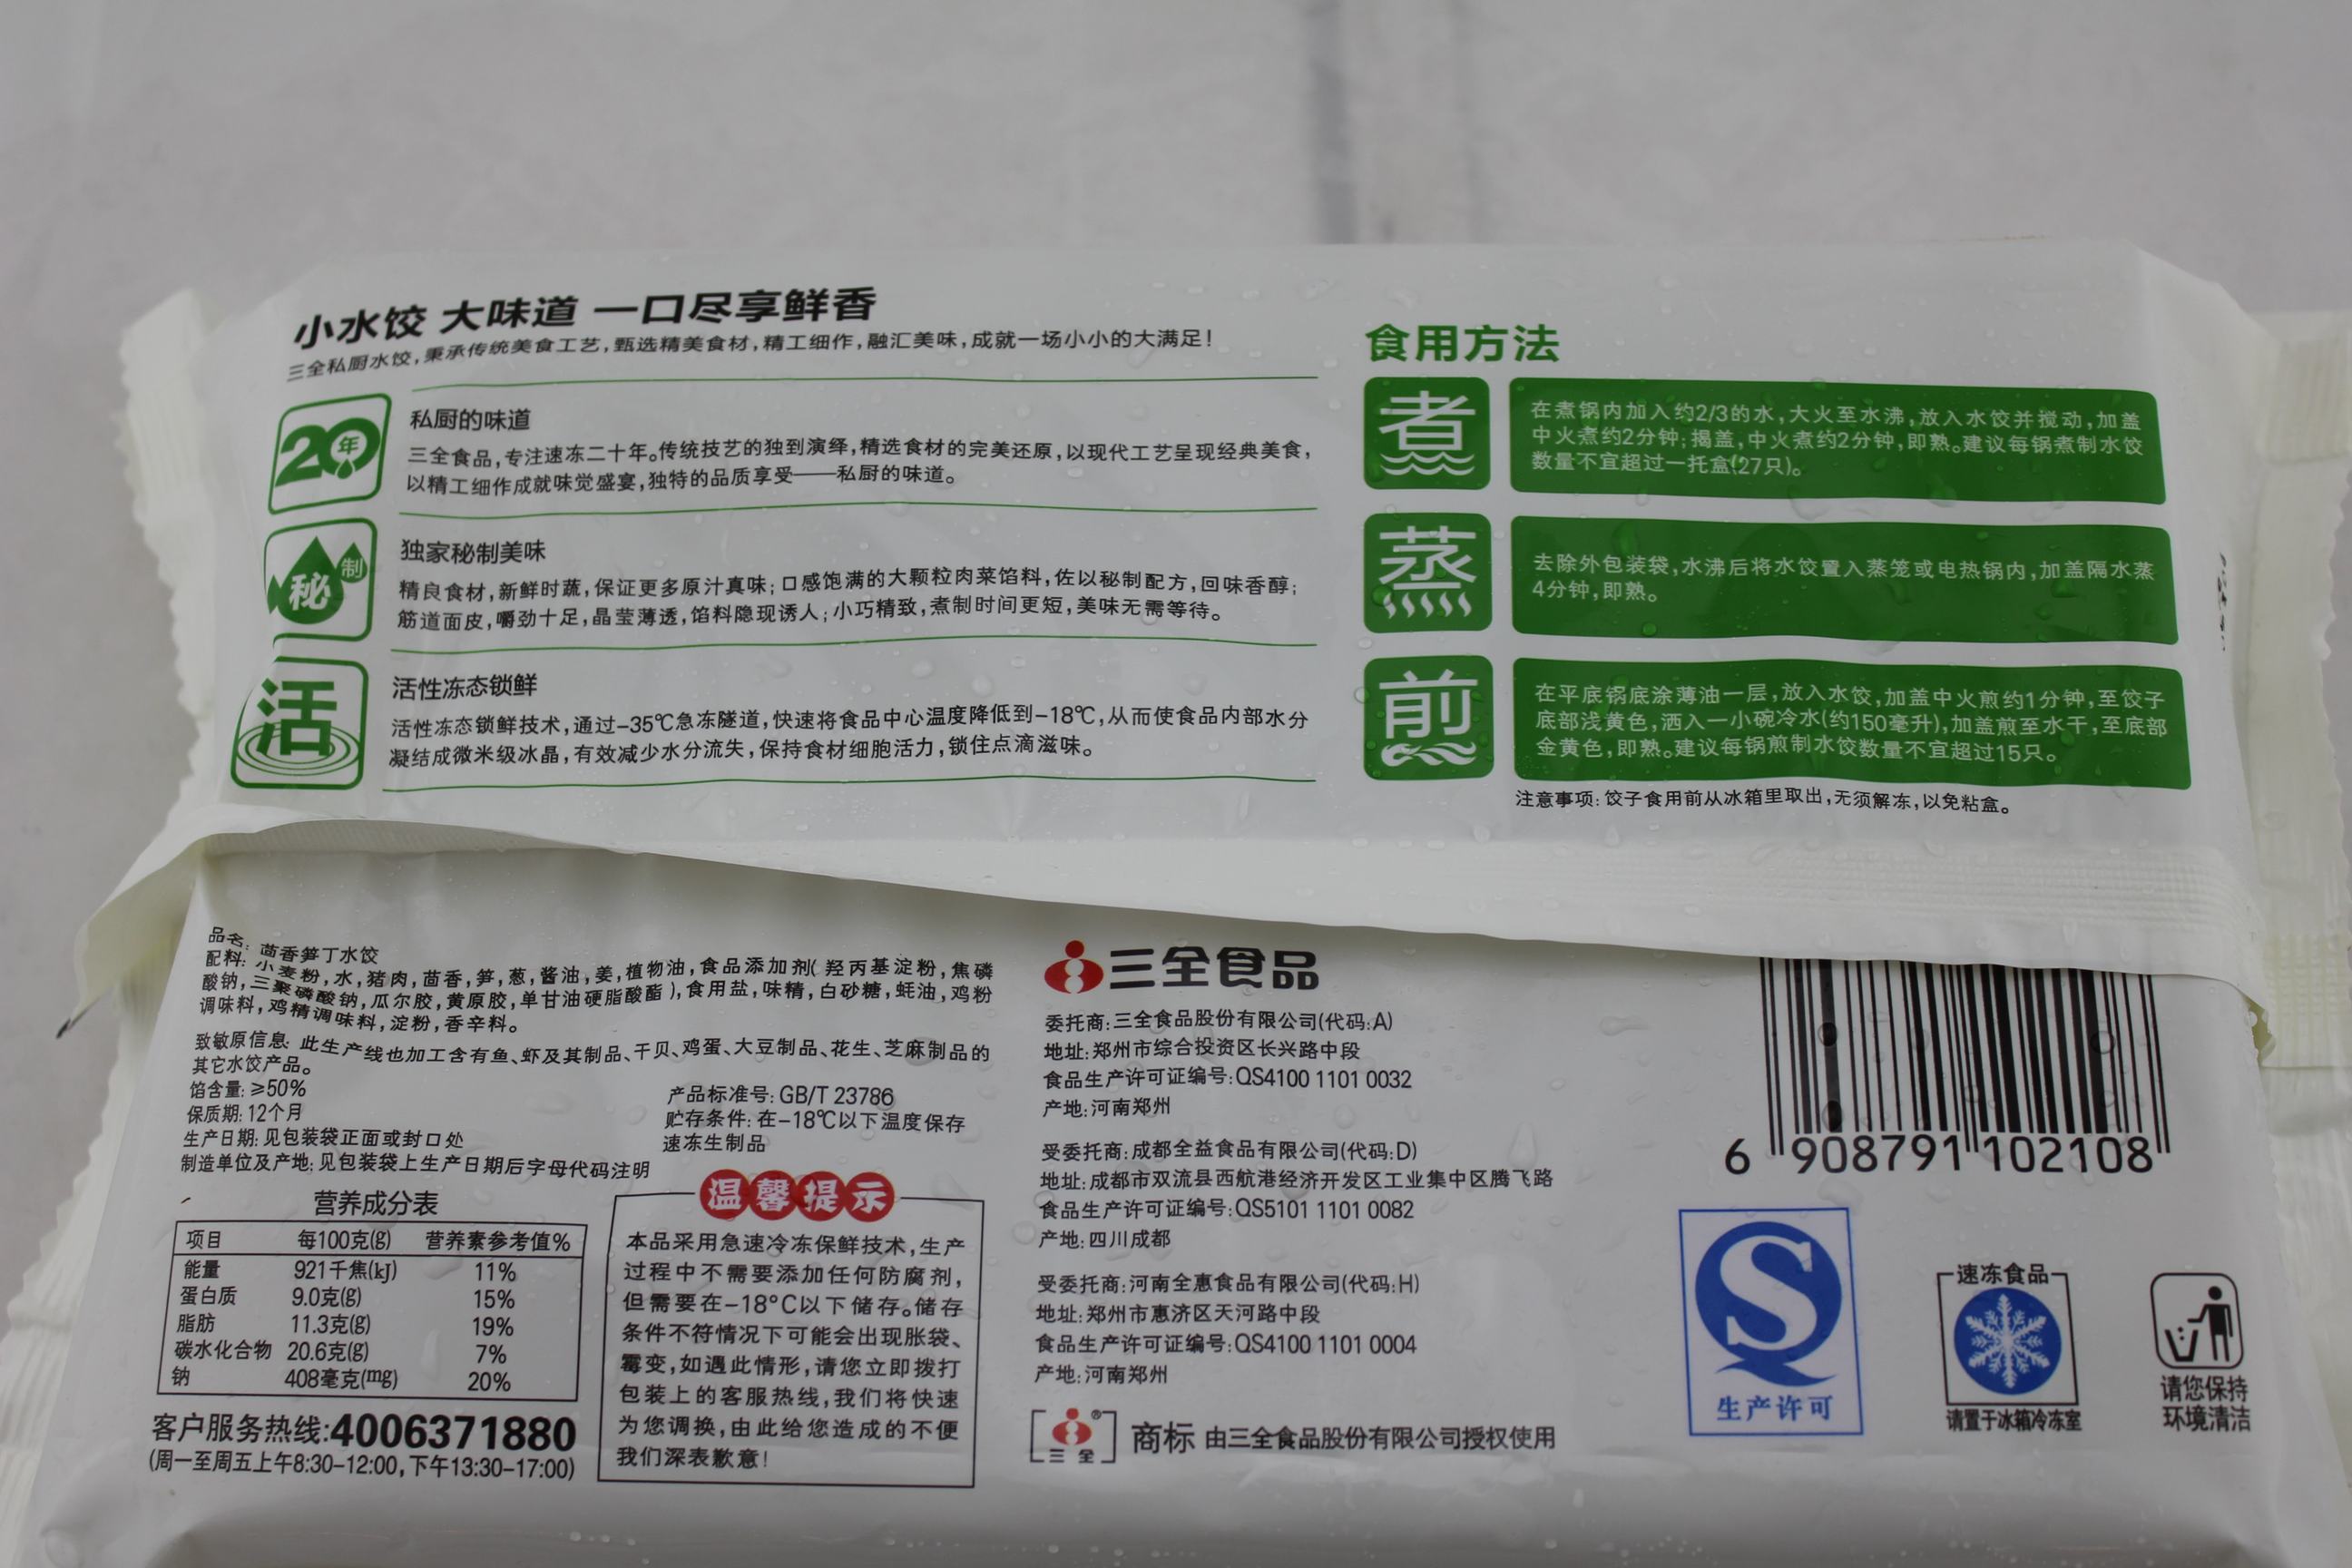 小水饺 大味道 一口尽享鲜香
三全私厨水饺,秉承传统美食工艺,甄选精美食材,精工细作,融汇美味,成就一场小小的大满足!
20年
私厨的味道
三全食品,专注速冻二十年。传统技艺的独到演绎,精选食材的完美还原,以现代工艺呈现经典美食,
以精工细作成就味觉盛宴,独特的品质享受——私厨的味道。
秘制
独家秘制美味
精良食材,新鲜时蔬,保证更多原汁真味;口感饱满的大颗粒肉菜馅料,佐以秘制配方,回味香醇;
筋道面皮,嚼劲十足,晶莹薄透,馅料隐现诱人;小巧精致,煮制时间更短,美味无需等待。
活
活性冻态锁鲜
活性冻态锁鲜技术,通过-35℃急冻隧道,快速将食品中心温度降低到-18℃,从而使食品内部水分
凝结成微米级冰晶,有效减少水分流失,保持食材细胞活力,锁住点滴滋味。
食用方法
煮
在煮锅内加入约2/3的水,大火至水沸,放入水饺并搅动,加盖
中火煮约2分钟;揭盖,中火煮约2分钟,即熟。建议每锅煮制水饺
数量不宜超过一托盒(27只)。
蒸
去除外包装袋,水沸后将水饺置入蒸笼或电热锅内,加盖隔水蒸
4分钟,即熟。
煎
在平底锅底涂薄油一层,放入水饺,加盖中火煎约1分钟,至饺子
底部浅黄色,洒入一小碗冷水(约150毫升),加盖煎至水干,至底部
金黄色,即熟。建议每锅煎制水饺数量不宜超过15只。
注意事项:饺子食用前从冰箱里取出,无须解冻,以免粘盒。
品名:茴香笋丁水饺
配料:小麦粉,水,猪肉,茴香,笋,葱,酱油,姜,植物油,食品添加剂(羟丙基淀粉,焦磷
酸钠,三聚磷酸钠,瓜尔胶,黄原胶,单甘油硬脂酸酯),食用盐,味精,白砂糖,蚝油,鸡粉
调味料,鸡精调味料,淀粉,香辛料。
致敏原信息:此生产线也加工含有鱼、虾及其制品、干贝、鸡蛋、大豆制品、花生、芝麻制品的
其它水饺产品。
馅含量:≥50%
保质期:12个月
生产日期:见包装袋正面或封口处
制造单位及产地:见包装袋上生产日期后字母代码注明
产品标准号:GB/T 23786
贮存条件:在-18℃以下温度保存
速冻生制品
营养成分表
项目 每100克(g) 营养素参考值%
能量 921千焦(kJ) 11%
蛋白质 9.0克(g) 15%
脂肪 11.3克(g) 19%
碳水化合物 20.6克(g) 7%
钠 408毫克(mg) 20%
客户服务热线:4006371880
(周一至周五上午8:30-12:00,下午13:30-17:00)
温馨提示
本品采用急速冷冻保鲜技术,生产
过程中不需要添加任何防腐剂,
但需要在-18°C以下储存。储存
条件不符情况下可能会出现胀袋、
霉变,如遇此情形,请您立即拨打
包装上的客服热线,我们将快速
为您调换,由此给您造成的不便
我们深表歉意!
三全食品
委托商:三全食品股份有限公司(代码:A)
地址:郑州市综合投资区长兴路中段
食品生产许可证编号:QS4100 1101 0032
产地:河南郑州
受委托商:成都全益食品有限公司(代码:D)
地址:成都市双流县西航港经济开发区工业集中区腾飞路
食品生产许可证编号:QS5101 1101 0082
产地:四川成都
受委托商:河南全惠食品有限公司(代码:H)
地址:郑州市惠济区天河路中段
食品生产许可证编号:QS4100 1101 0004
产地:河南郑州
三全® 商标 由三全食品股份有限公司授权使用
6 908791 102108
生产许可
速冻食品
请置于冰箱冷冻室
请您保持
环境清洁